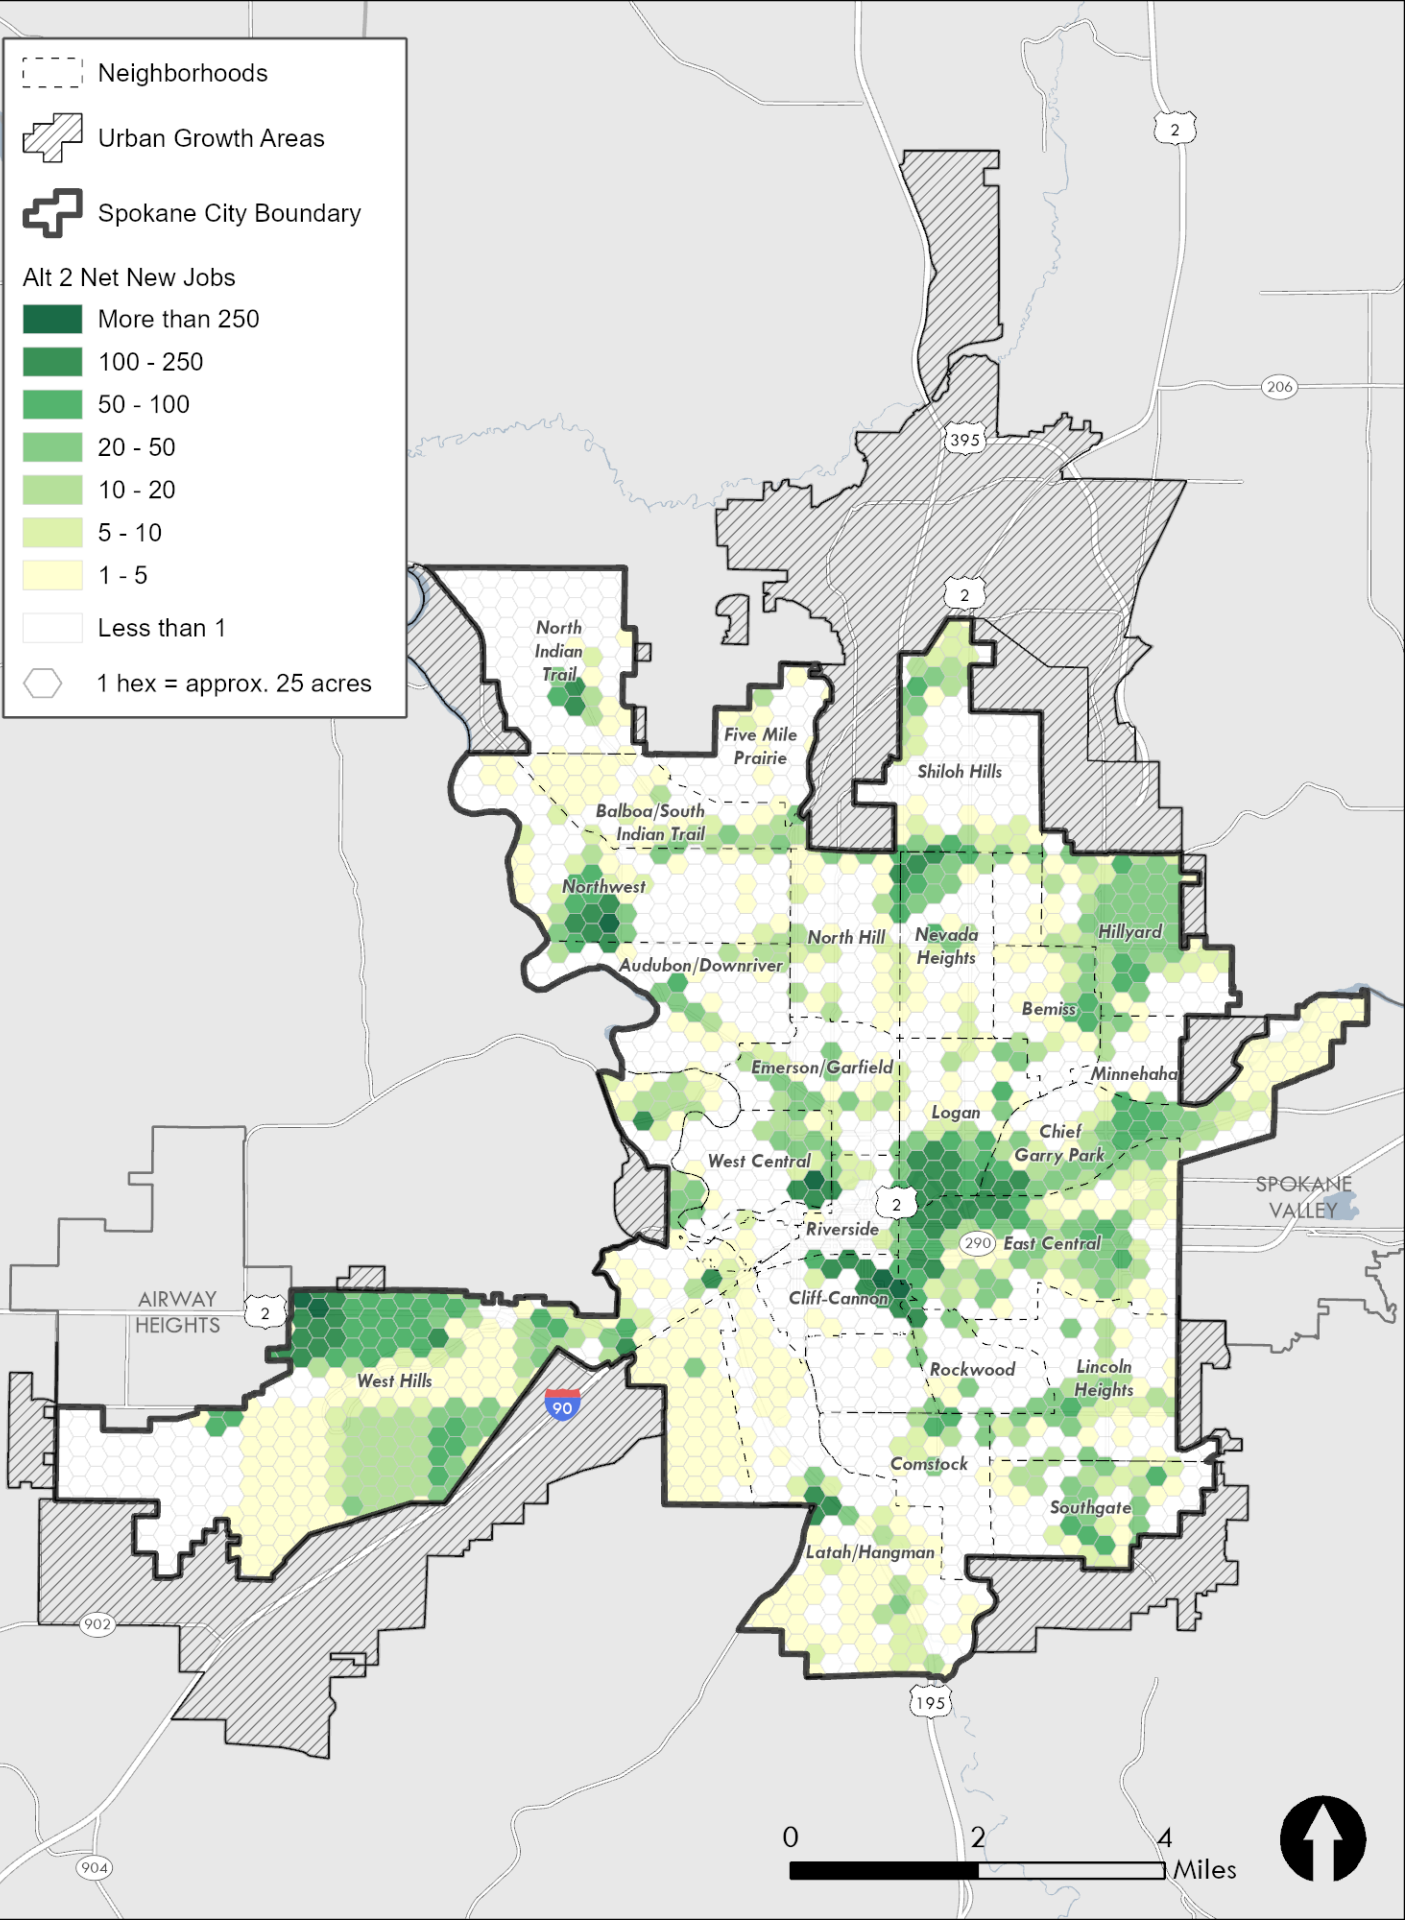 Neighborhoods
Urban Growth Areas
Spokane City Boundary
Alt 2 Net New Jobs
More than 250
100 - 250
50 - 100
20 - 50
10 - 20
5 - 10
1 - 5
Less than 1
1 hex = approx. 25 acres
2
206
395
2
North
Indian
Trail
Five Mile
Prairie
Shiloh Hills
Balboa/South
Indian Trail
Northwest
North Hill
Nevada
Heights
Hillyard
Audubon/Downriver
Bemiss
Emerson/Garfield
Minnehaha
Logan
Chief
Garry Park
West Central
2
SPOKANE
VALLEY
Riverside
290
East Central
Cliff-Cannon
AIRWAY
HEIGHTS
2
West Hills
Rockwood
Lincoln
Heights
90
Comstock
Southgate
Latah/Hangman
902
195
904
0
2
4
Miles